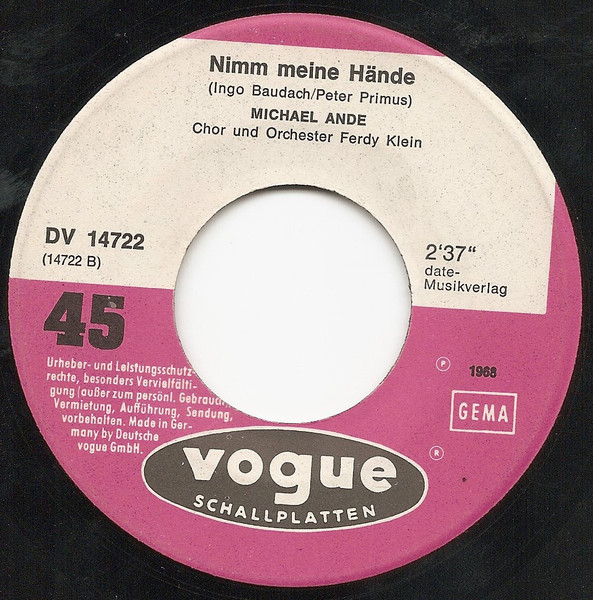 Nimm meine Hände
(Ingo Baudach/Peter Primus)
MICHAEL ANDE
Chor und Orchester Ferdy Klein
DV 14722
(14722 B)
2'37"
date-
Musikverlag
45
Urheber- und Leistungsschutz-
rechte, besonders Vervielfälti-
gung (außer zum persönl. Gebrauch)
Vermietung, Aufführung, Sendung,
vorbehalten. Made in Ger-
many by Deutsche
vogue GmbH.
Ⓟ 1968
GEMA
®
vogue
SCHALLPLATTEN